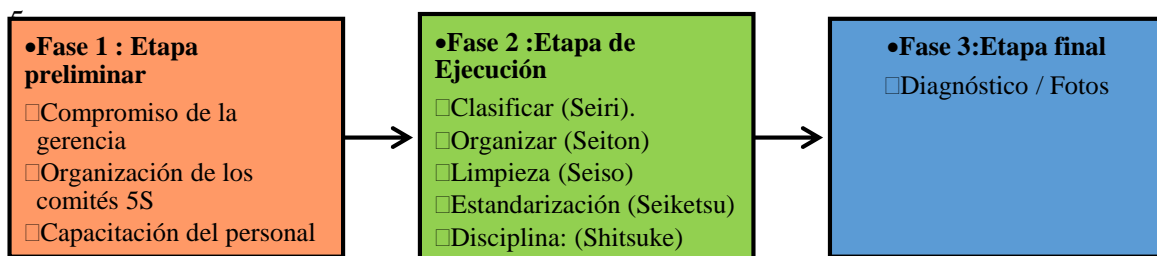 •Fase 1 : Etapa
preliminar
□Compromiso de la
gerencia
□Organización de los
comités 5S
□Capacitación del personal
•Fase 2 :Etapa de
Ejecución
□Clasificar (Seiri).
□Organizar (Seiton)
□Limpieza (Seiso)
□Estandarización (Seiketsu)
□Disciplina: (Shitsuke)
•Fase 3:Etapa final
□Diagnóstico / Fotos